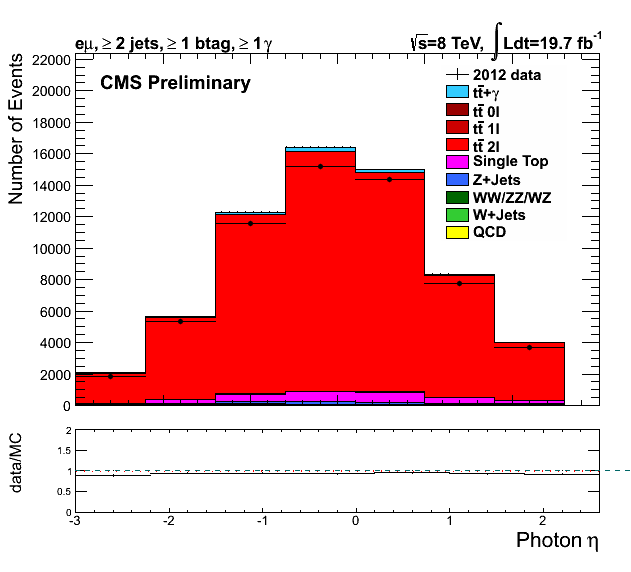 eμ, ≥ 2 jets, ≥ 1 btag, ≥ 1 γ
√s=8 TeV, ∫Ldt=19.7 fb⁻¹
CMS Preliminary
Number of Events
22000
20000
18000
16000
14000
12000
10000
8000
6000
4000
2000
0
2012 data
tt̄+γ
tt̄ 0l
tt̄ 1l
tt̄ 2l
Single Top
Z+Jets
WW/ZZ/WZ
W+Jets
QCD
data/MC
2
1.5
1
0.5
0
-3 -2 -1 0 1 2
Photon η